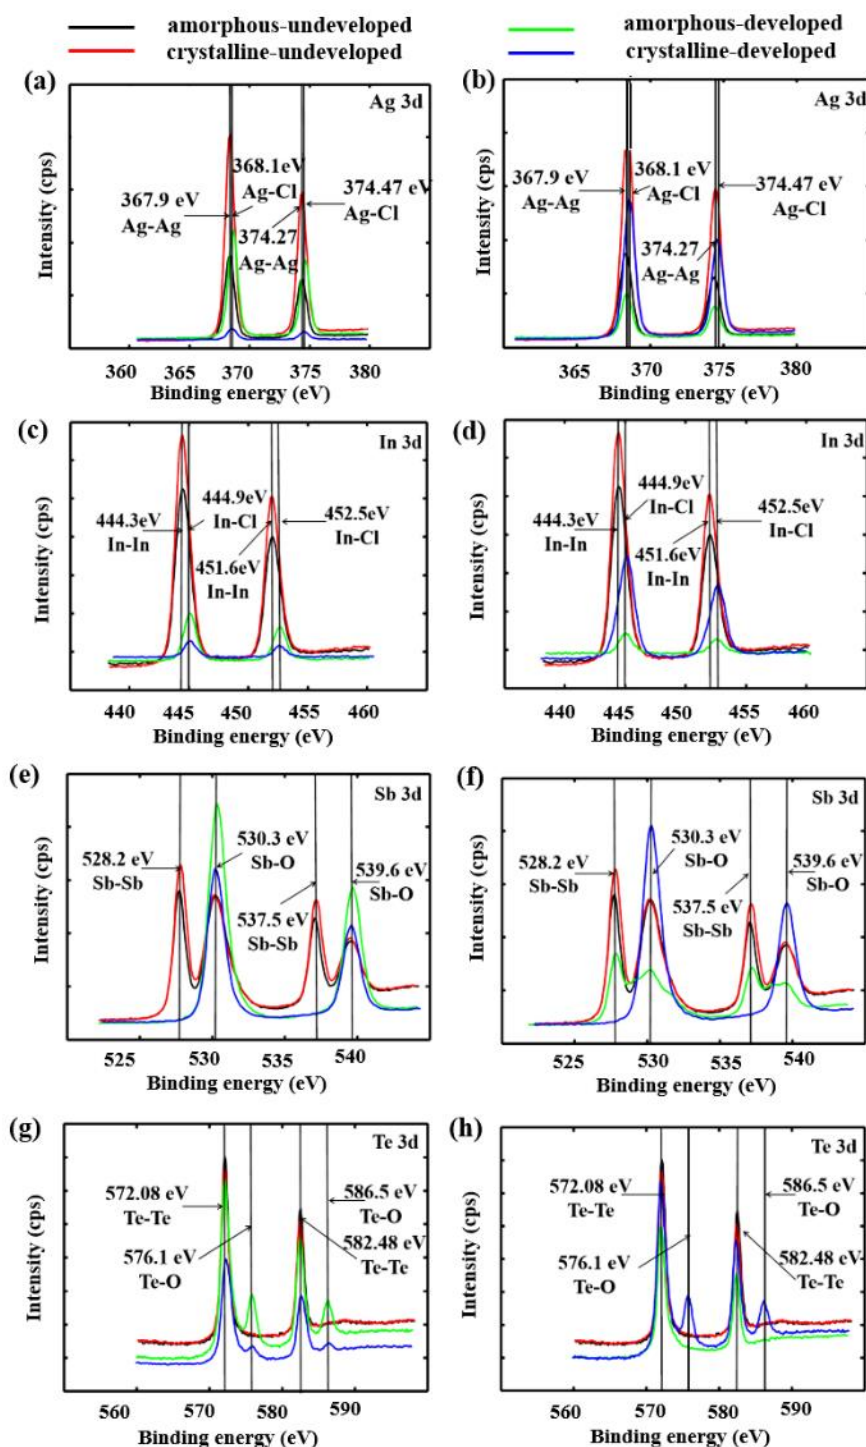 amorphous-undeveloped
crystalline-undeveloped
amorphous-developed
crystalline-developed
(a)
Ag 3d
368.1eV
Ag-Cl
367.9 eV
Ag-Ag
374.47 eV
Ag-Cl
374.27
Ag-Ag
Intensity (cps)
360 365 370 375 380
Binding energy (eV)
(b)
Ag 3d
367.9 eV
Ag-Ag
368.1 eV
Ag-Cl
374.47 eV
Ag-Cl
374.27
Ag-Ag
Intensity (cps)
365 370 375 380
Binding energy (eV)
(c)
In 3d
444.9eV
In-Cl
444.3eV
In-In
452.5eV
In-Cl
451.6eV
In-In
Intensity (cps)
440 445 450 455 460
Binding energy (eV)
(d)
In 3d
444.9eV
In-Cl
444.3eV
In-In
452.5eV
In-Cl
451.6eV
In-In
Intensity (cps)
440 445 450 455 460
Binding energy (eV)
(e)
Sb 3d
530.3 eV
Sb-O
528.2 eV
Sb-Sb
539.6 eV
Sb-O
537.5 eV
Sb-Sb
Intensity (cps)
525 530 535 540
Binding energy (eV)
(f)
Sb 3d
530.3 eV
Sb-O
528.2 eV
Sb-Sb
539.6 eV
Sb-O
537.5 eV
Sb-Sb
Intensity (cps)
525 530 535 540
Binding energy (eV)
(g)
Te 3d
572.08 eV
Te-Te
586.5 eV
Te-O
576.1 eV
Te-O
582.48 eV
Te-Te
Intensity (cps)
560 570 580 590
Binding energy (eV)
(h)
Te 3d
572.08 eV
Te-Te
586.5 eV
Te-O
576.1 eV
Te-O
582.48 eV
Te-Te
Intensity (cps)
560 570 580 590
Binding energy (eV)